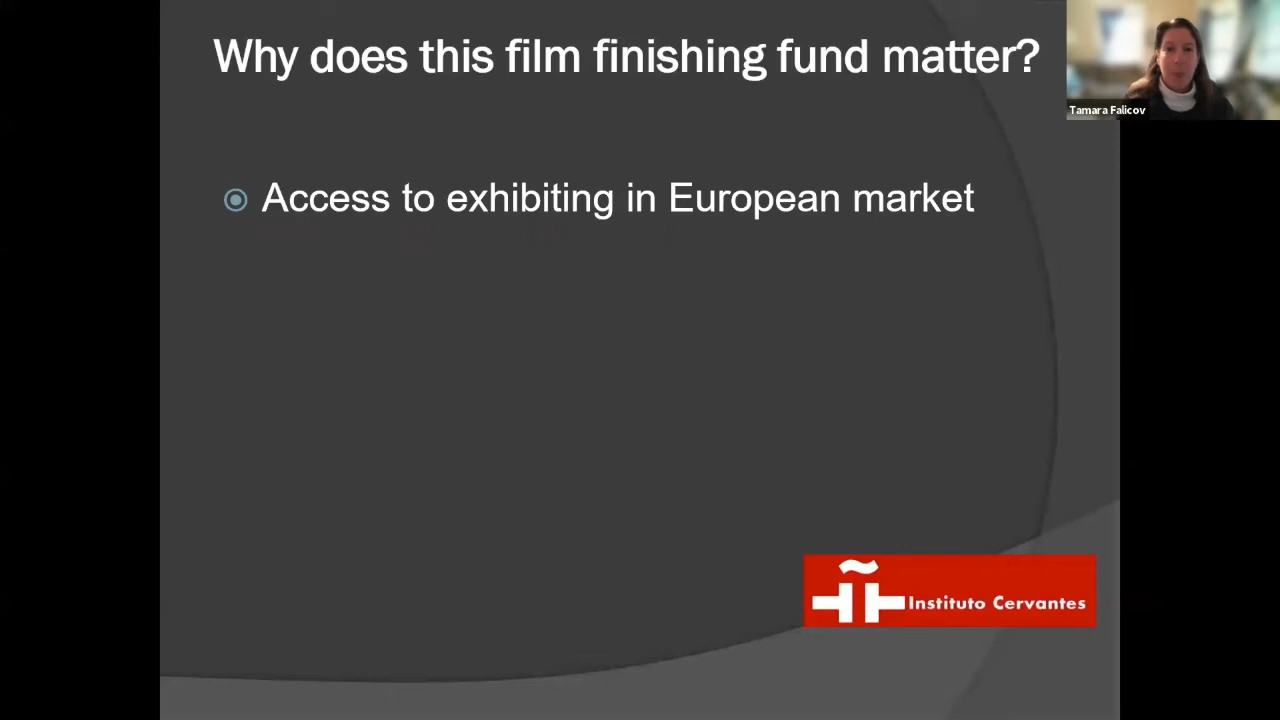 Why does this film finishing fund matter?
Tamara Falicov
Access to exhibiting in European market
Instituto Cervantes